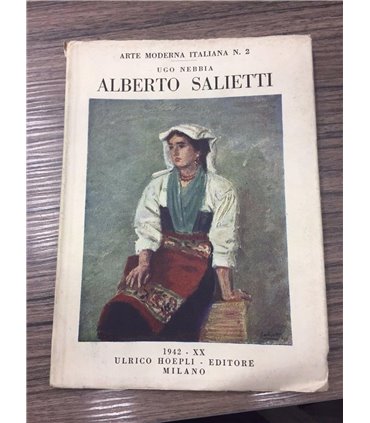 ARTE MODERNA ITALIANA N. 2
UGO NEBBIA
ALBERTO SALIETTI
1942 - XX
ULRICO HOEPLI - EDITORE
MILANO